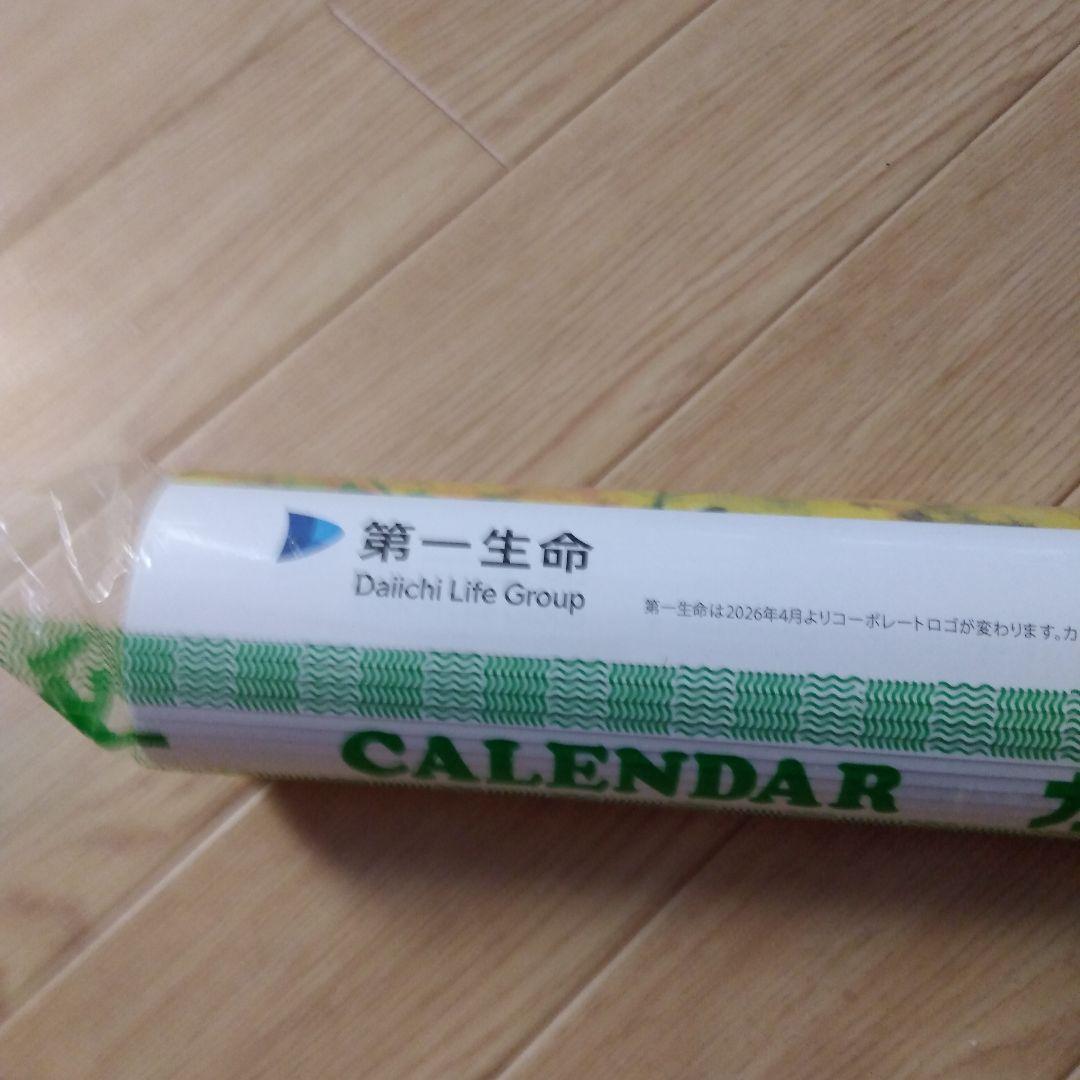 第一生命
Daiichi Life Group
第一生命は2026年4月よりコーポレートロゴが変わります。カ
CALENDAR カ